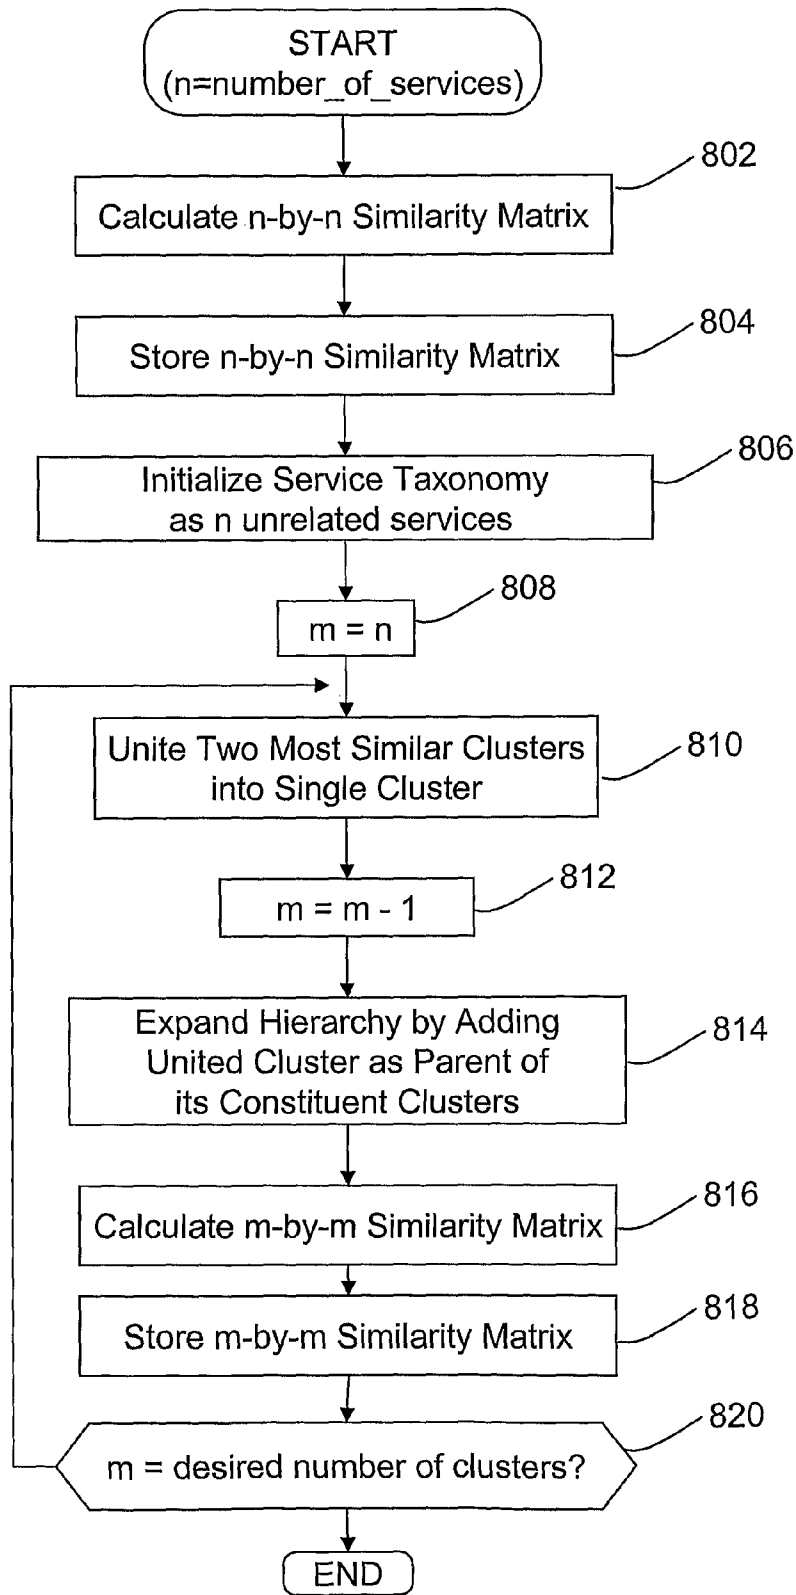 START
(n=number_of_services)
802
Calculate n-by-n Similarity Matrix
804
Store n-by-n Similarity Matrix
806
Initialize Service Taxonomy
as n unrelated services
808
m = n
810
Unite Two Most Similar Clusters
into Single Cluster
812
m = m - 1
814
Expand Hierarchy by Adding
United Cluster as Parent of
its Constituent Clusters
816
Calculate m-by-m Similarity Matrix
818
Store m-by-m Similarity Matrix
820
m = desired number of clusters?
END